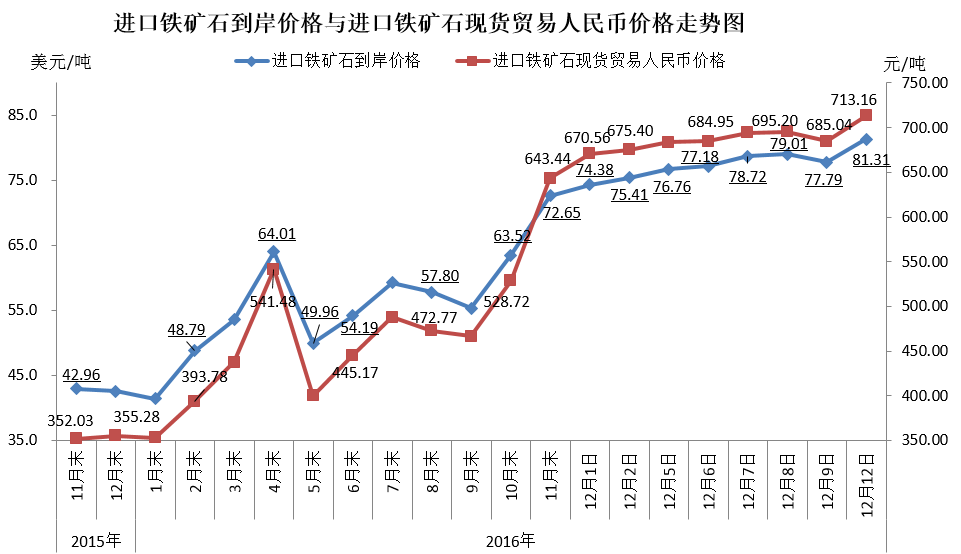 进口铁矿石到岸价格与进口铁矿石现货贸易人民币价格走势图
美元/吨
进口铁矿石到岸价格
进口铁矿石现货贸易人民币价格
元/吨
85.0
75.0
65.0
55.0
45.0
35.0
750.00
700.00
650.00
600.00
550.00
500.00
450.00
400.00
350.00
42.96
48.79
64.01
49.96
54.19
57.80
63.52
72.65
74.38
75.41
76.76
77.18
78.72
79.01
77.79
81.31
352.03
355.28
393.78
541.48
445.17
472.77
528.72
643.44
670.56
675.40
684.95
695.20
685.04
713.16
11月末
12月末
1月末
2月末
3月末
4月末
5月末
6月末
7月末
8月末
9月末
10月末
11月末
12月1日
12月2日
12月5日
12月6日
12月7日
12月8日
12月9日
12月12日
2015年
2016年